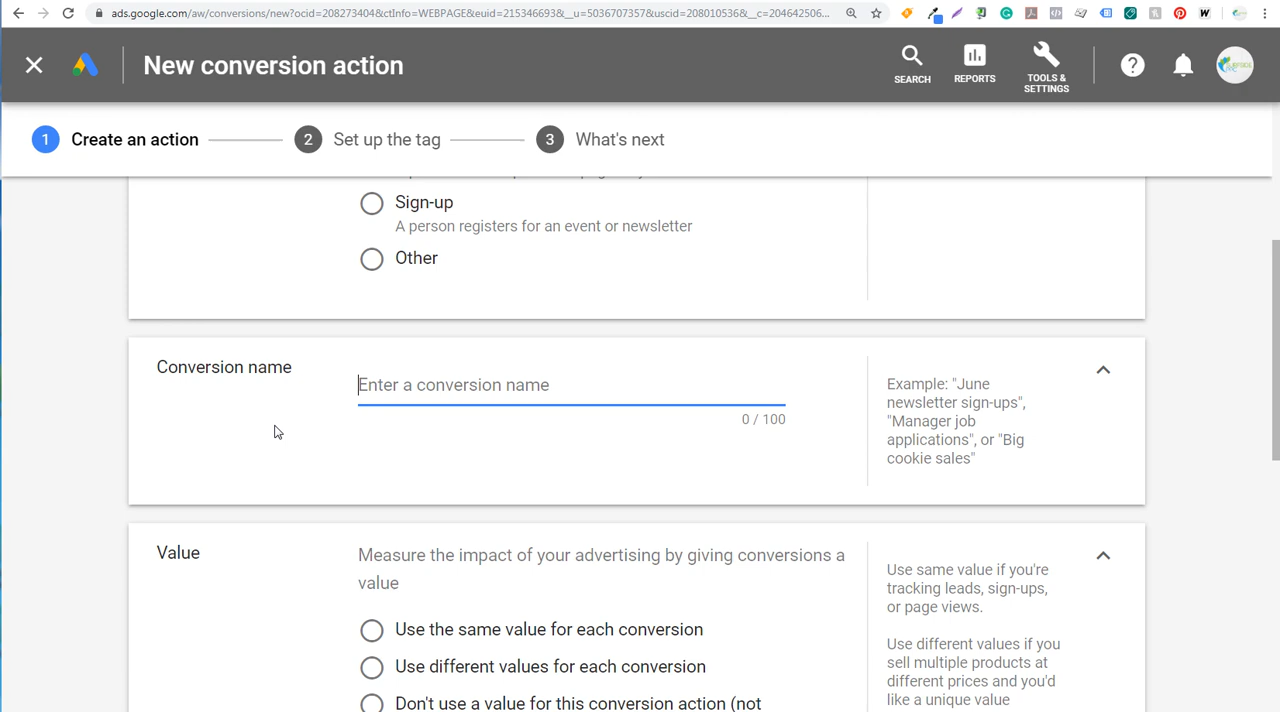 ads.google.com/aw/conversions/new?ocid=208273404&ctInfo=WEBPAGE&euid=215346693&__u=5036707357&uscid=208010536&__c=204642506...
New conversion action
SEARCH
REPORTS
TOOLS &
SETTINGS
1 Create an action
2 Set up the tag
3 What's next
Sign-up
A person registers for an event or newsletter
Other
Conversion name
Enter a conversion name
0 / 100
Example: "June
newsletter sign-ups",
"Manager job
applications", or "Big
cookie sales"
Value
Measure the impact of your advertising by giving conversions a
value
Use the same value for each conversion
Use different values for each conversion
Don't use a value for this conversion action (not
Use same value if you're
tracking leads, sign-ups,
or page views.
Use different values if you
sell multiple products at
different prices and you'd
like a unique value